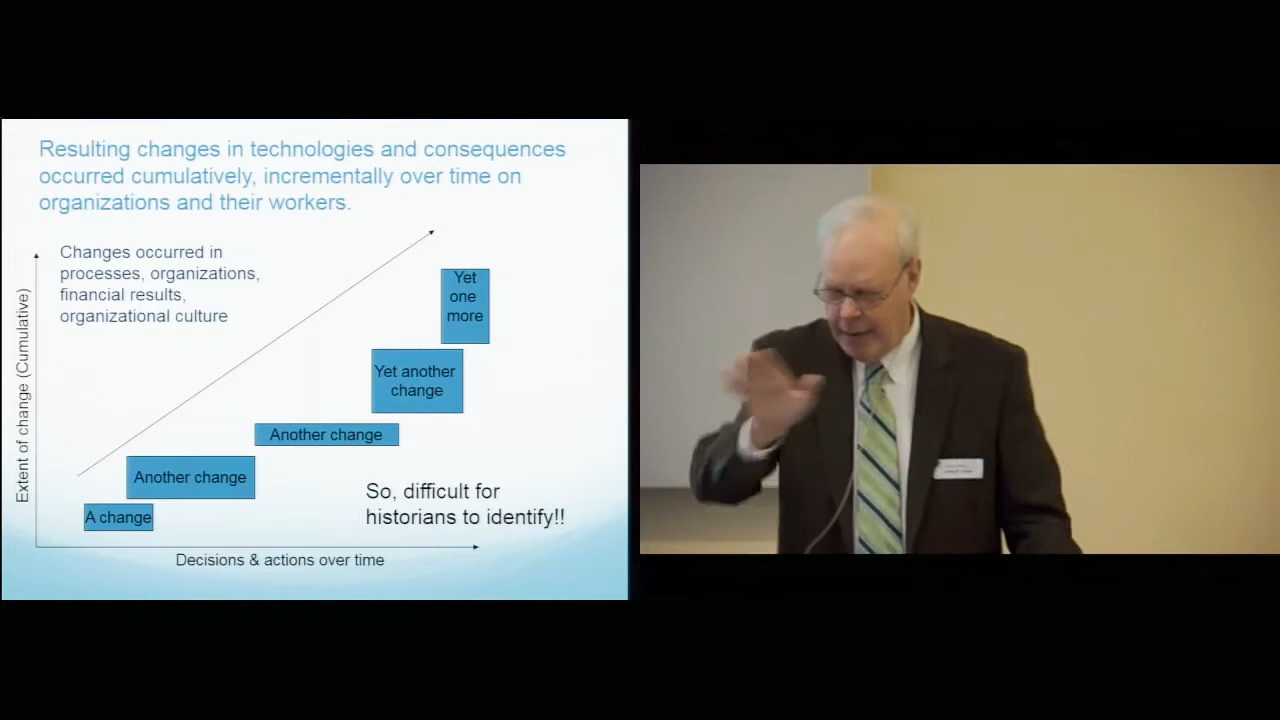 Resulting changes in technologies and consequences
occurred cumulatively, incrementally over time on
organizations and their workers.
Changes occurred in
processes, organizations,
financial results,
organizational culture
Extent of change (Cumulative)
Yet
one
more
Yet another
change
Another change
Another change
A change
So, difficult for
historians to identify!!
Decisions & actions over time